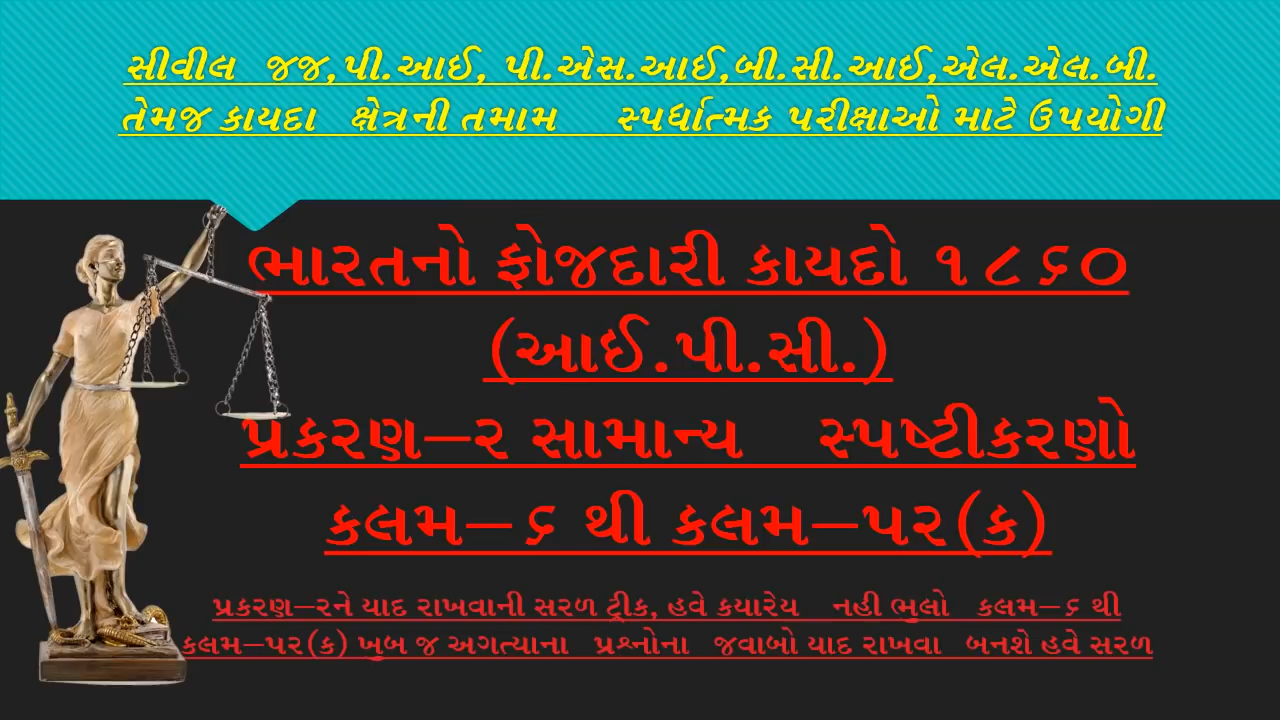 સીવીલ જજ,પી.આઈ, પી.એસ.આઈ,બી.સી.આઈ,એલ.એલ.બી.
તેમજ કાયદા ક્ષેત્રની તમામ સ્પર્ધાત્મક પરીક્ષાઓ માટે ઉપયોગી
ભારતનો ફોજદારી કાયદો ૧૮૬૦
(આઈ.પી.સી.)
પ્રકરણ–૨ સામાન્ય સ્પષ્ટીકરણો
કલમ–૬ થી કલમ–૫૨(ક)
પ્રકરણ–૨ને યાદ રાખવાની સરળ ટ્રીક, હવે કયારેય નહી ભુલો કલમ–૬ થી
કલમ–૫૨(ક) ખુબ જ અગત્યાના પ્રશ્નોના જવાબો યાદ રાખવા બનશે હવે સરળ